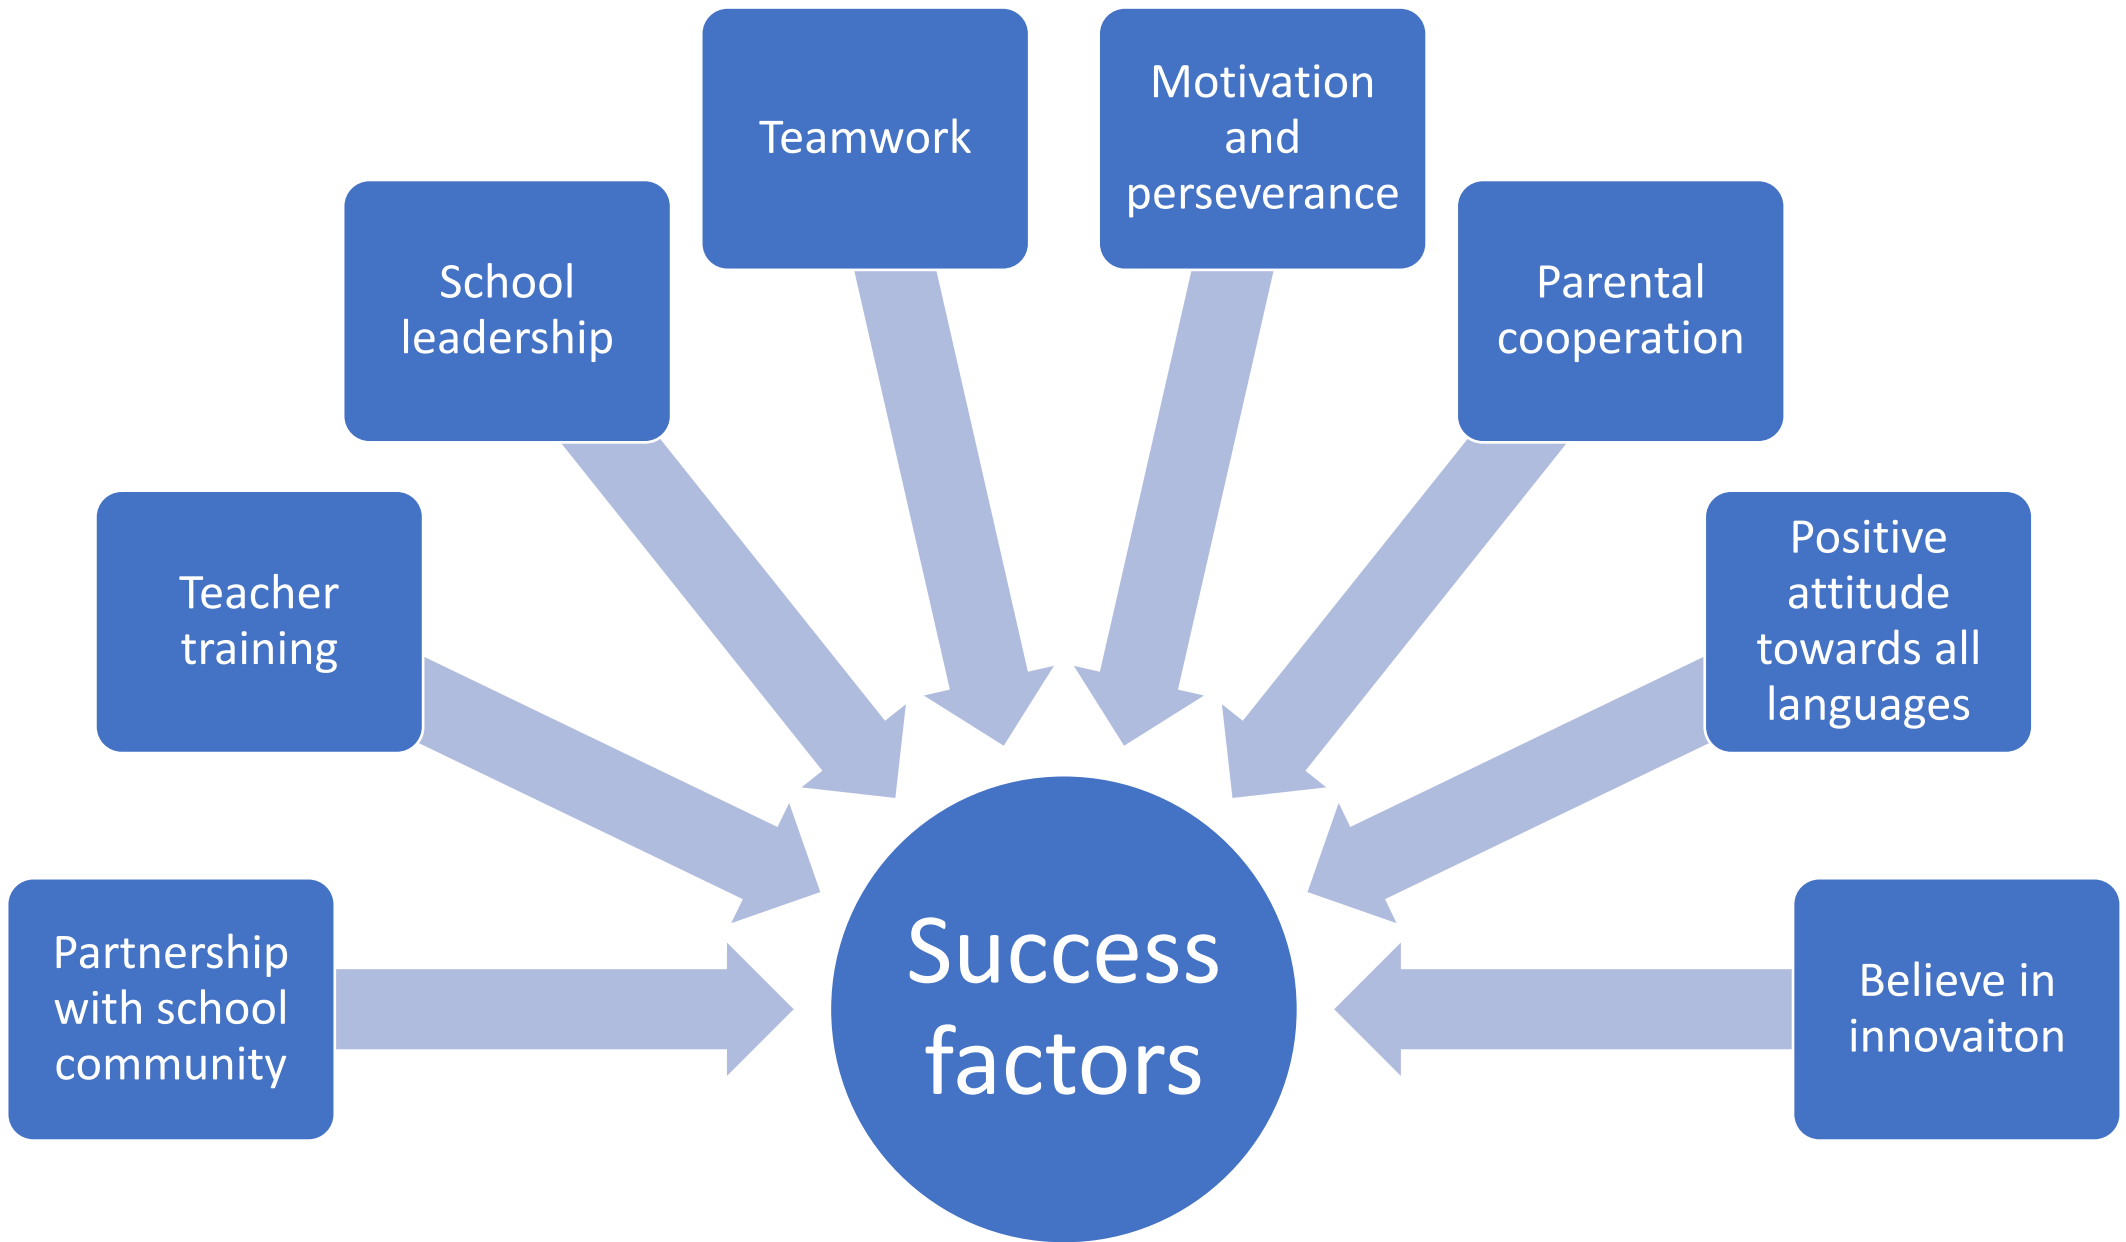 Teamwork
Motivation
and
perseverance
School
leadership
Parental
cooperation
Teacher
training
Positive
attitude
towards all
languages
Partnership
with school
community
Success
factors
Believe in
innovaiton